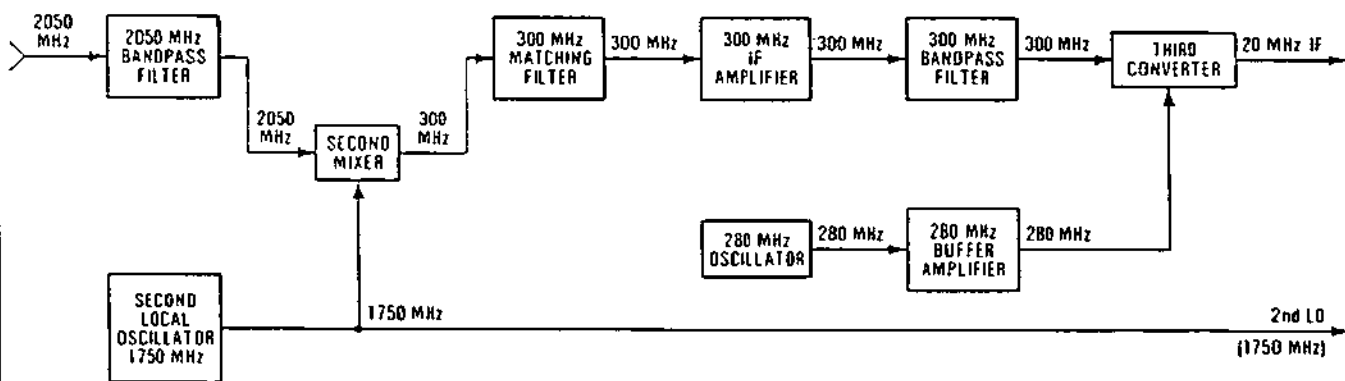 2050
MHz
2050 MHz
BANDPASS
FILTER
2050
MHz
SECOND
MIXER
300
MHz
300 MHz
MATCHING
FILTER
300 MHz
300 MHz
IF
AMPLIFIER
300 MHz
300 MHz
BANDPASS
FILTER
300 MHz
THIRD
CONVERTER
20 MHz IF
280 MHz
OSCILLATOR
280 MHz
280 MHz
BUFFER
AMPLIFIER
280 MHz
SECOND
LOCAL
OSCILLATOR
1750 MHz
1750 MHz
2nd LO
(1750 MHz)